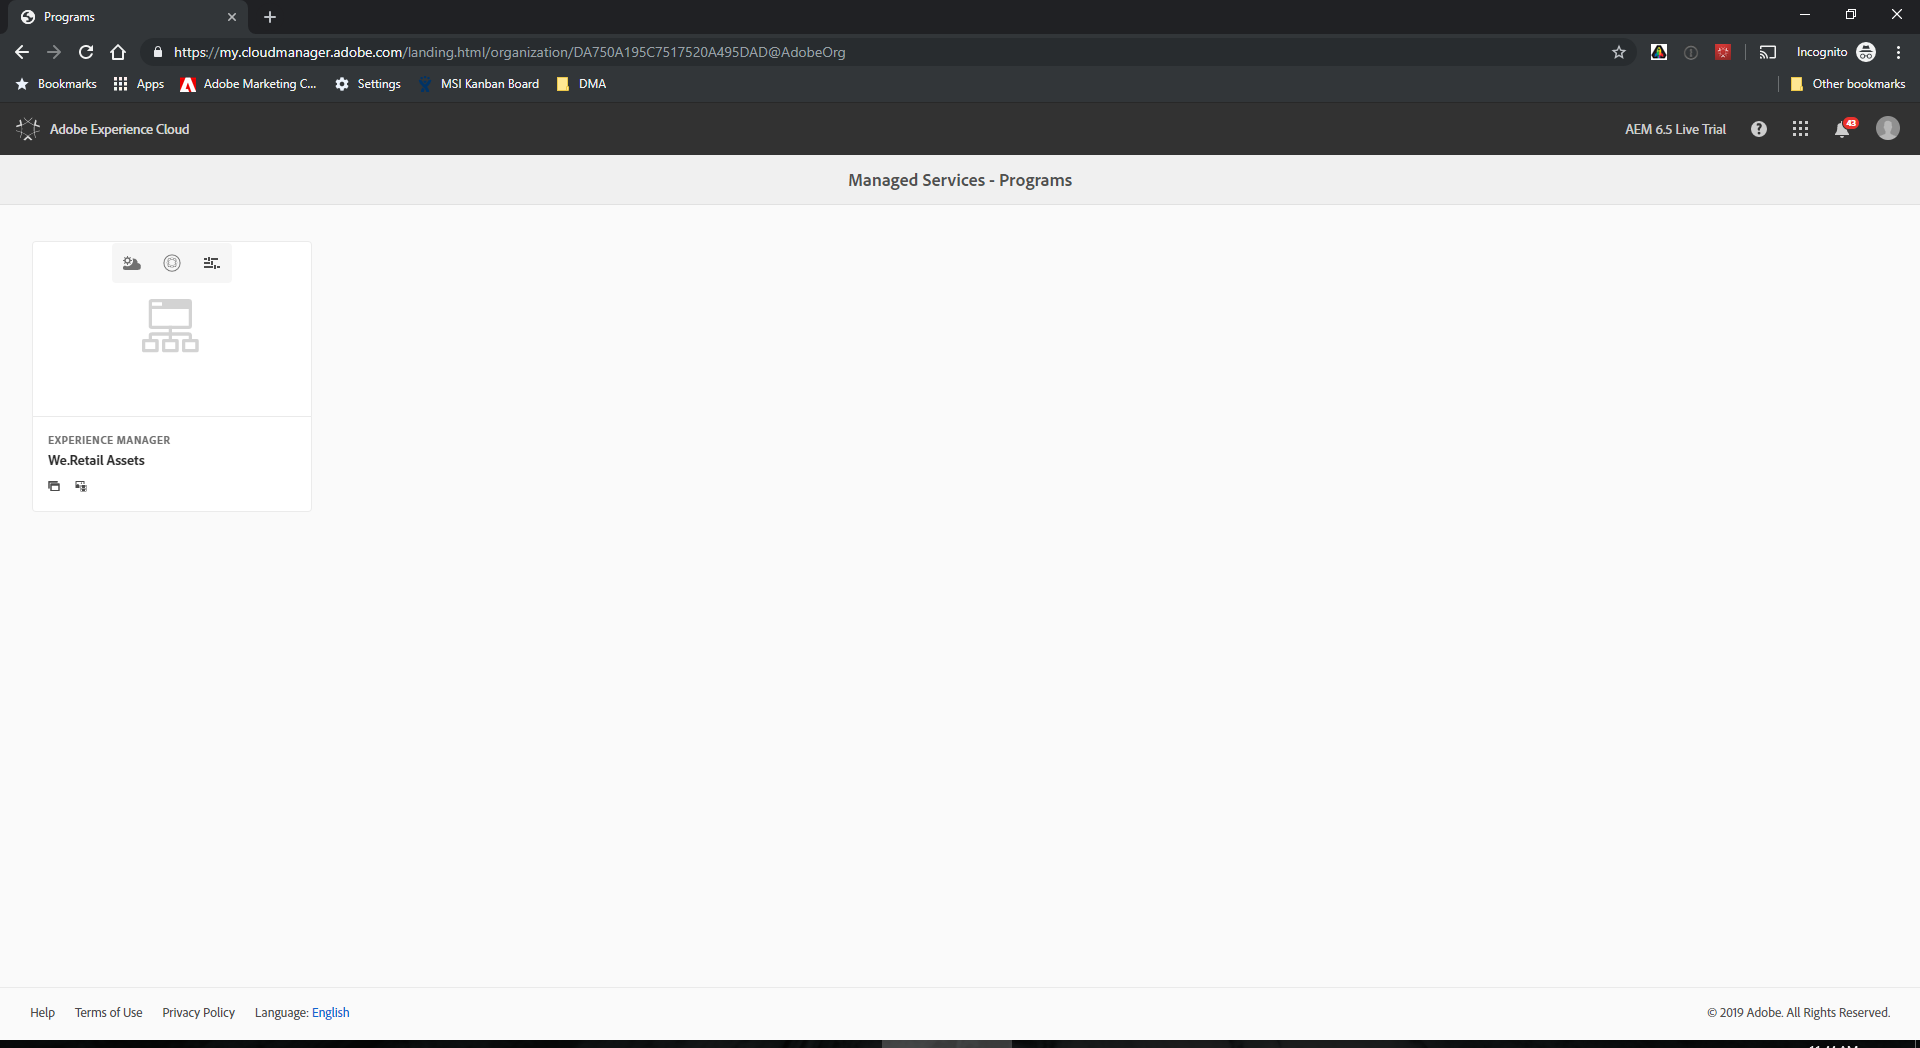 Programs
https://my.cloudmanager.adobe.com/landing.html/organization/DA750A195C7517520A495DAD@AdobeOrg
Incognito
Bookmarks
Apps
Adobe Marketing C...
Settings
MSI Kanban Board
DMA
Other bookmarks
Adobe Experience Cloud
AEM 6.5 Live Trial
43
Managed Services - Programs
EXPERIENCE MANAGER
We.Retail Assets
Help
Terms of Use
Privacy Policy
Language: English
© 2019 Adobe. All Rights Reserved.